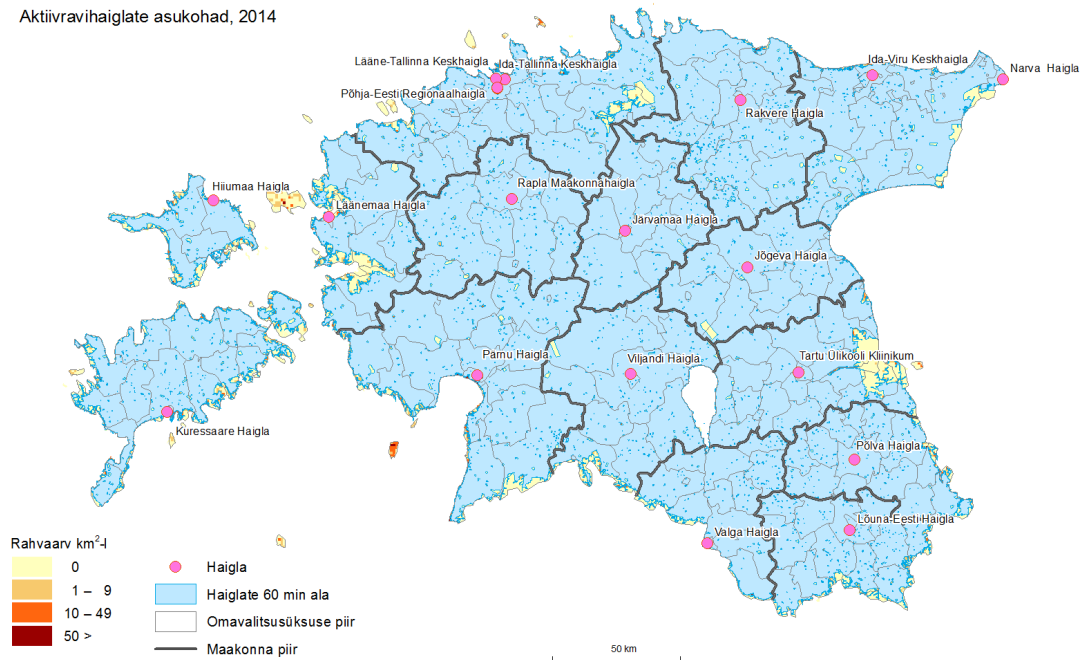 Aktiivravihaiglate asukohad, 2014
Lääne-Tallinna Keskhaigla
Ida-Tallinna Keskhaigla
Põhja-Eesti Regionaalhaigla
Ida-Viru Keskhaigla
Narva Haigla
Rakvere Haigla
Hiiumaa Haigla
Läänemaa Haigla
Rapla Maakonnahaigla
Järvamaa Haigla
Jõgeva Haigla
Parnu Haigla
Viljandi Haigla
Tartu Ülikooli Kliinikum
Kuressaare Haigla
Põlva Haigla
Lõuna-Eesti Haigla
Valga Haigla
Rahvaarv km²-l
0
1 – 9
10 – 49
50 >
Haigla
Haiglate 60 min ala
Omavalitsusüksuse piir
Maakonna piir
50 km